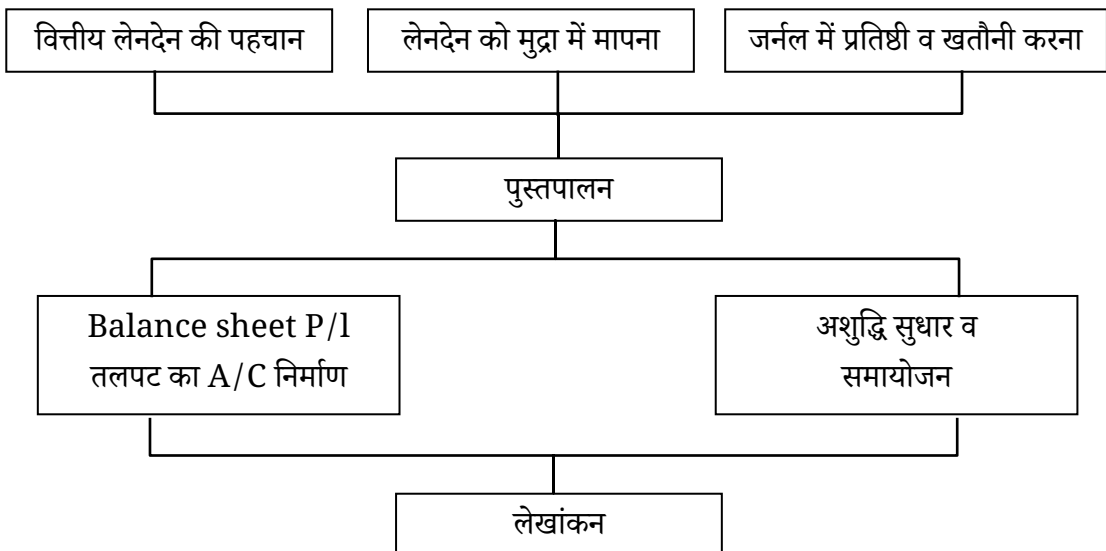 वित्तीय लेनदेन की पहचान
लेनदेन को मुद्रा में मापना
जर्नल में प्रतिष्ठी व खतौनी करना
पुस्तपालन
Balance sheet P/l
तलपट का A/C निर्माण
अशुद्धि सुधार व
समायोजन
लेखांकन